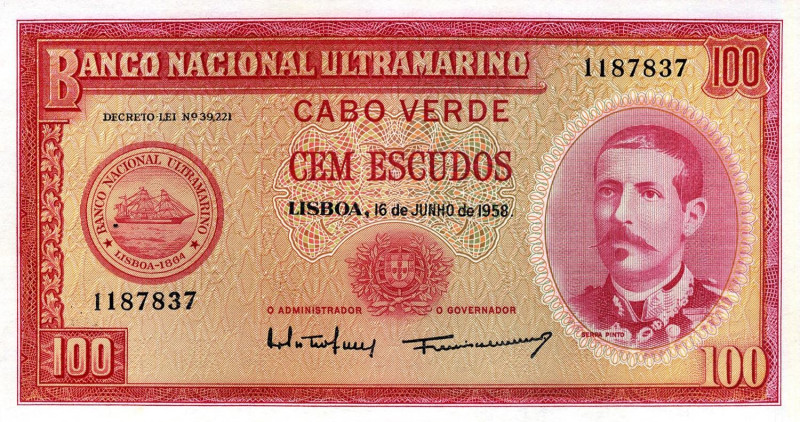 BANCO NACIONAL ULTRAMARINO
1187837
100
DECRETO-LEI Nº 39,221
CABO VERDE
CEM ESCUDOS
LISBOA, 16 de JUNHO de 1958.
BANCO NACIONAL ULTRAMARINO
LISBOA-1864
1187837
O ADMINISTRADOR
O GOVERNADOR
SERPA PINTO
100
100